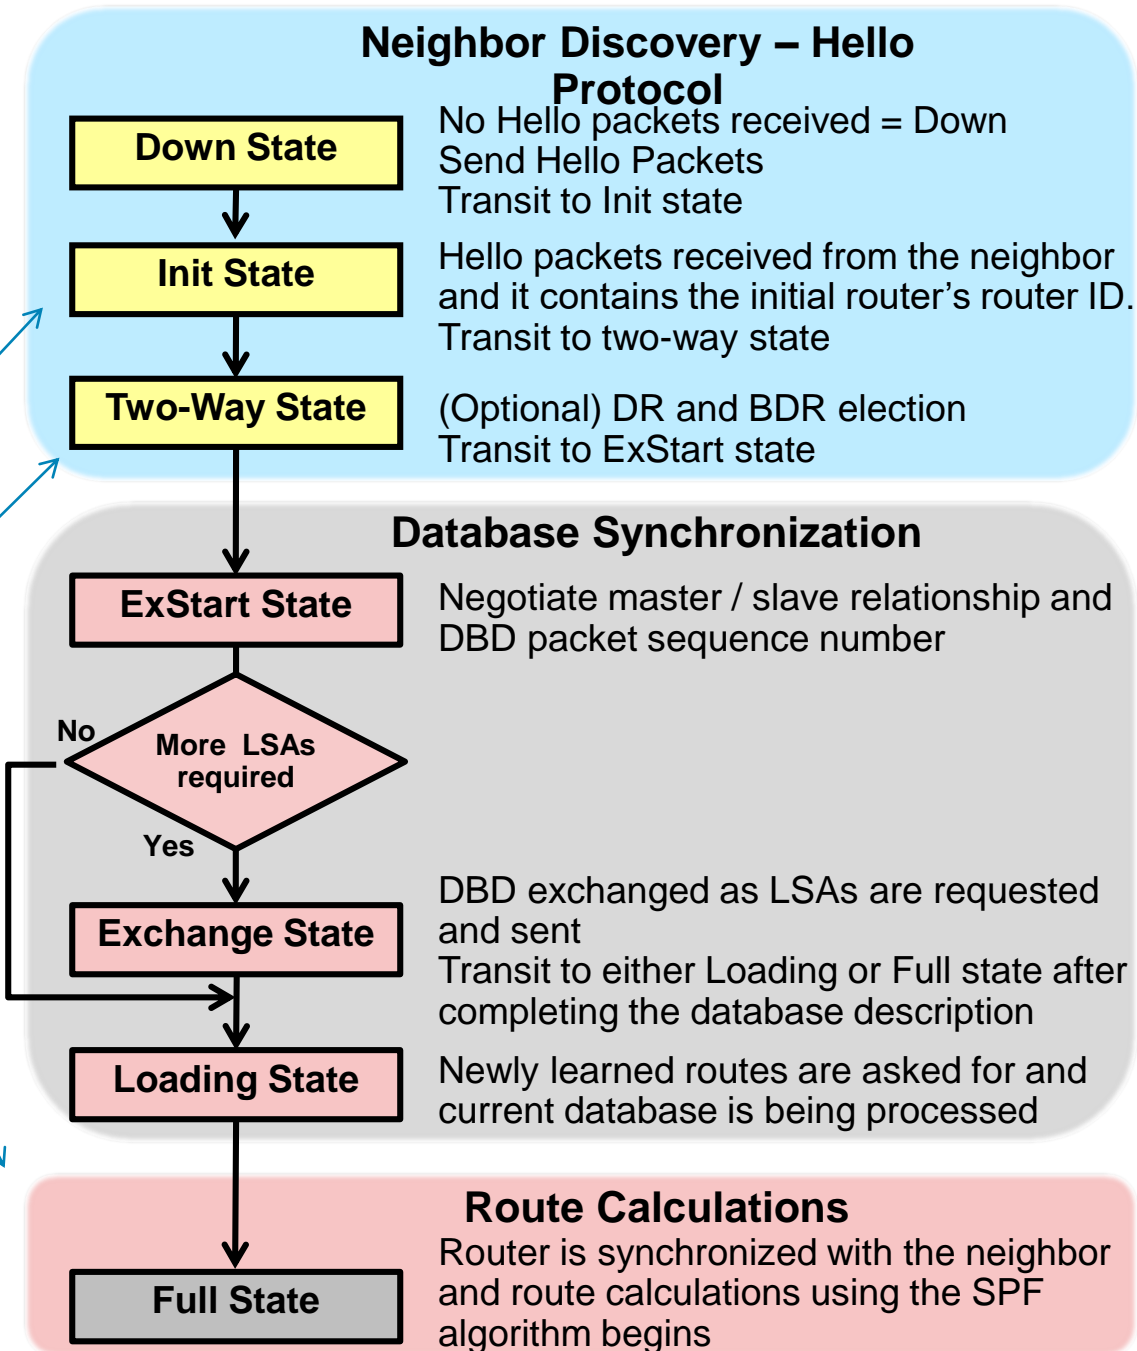 Neighbor Discovery – Hello
Protocol
Down State
No Hello packets received = Down
Send Hello Packets
Transit to Init state
Init State
Hello packets received from the neighbor
and it contains the initial router’s router ID.
Transit to two-way state
Two-Way State
(Optional) DR and BDR election
Transit to ExStart state
Database Synchronization
ExStart State
Negotiate master / slave relationship and
DBD packet sequence number
No
More LSAs
required
Yes
Exchange State
DBD exchanged as LSAs are requested
and sent
Transit to either Loading or Full state after
completing the database description
Loading State
Newly learned routes are asked for and
current database is being processed
Route Calculations
Full State
Router is synchronized with the neighbor
and route calculations using the SPF
algorithm begins